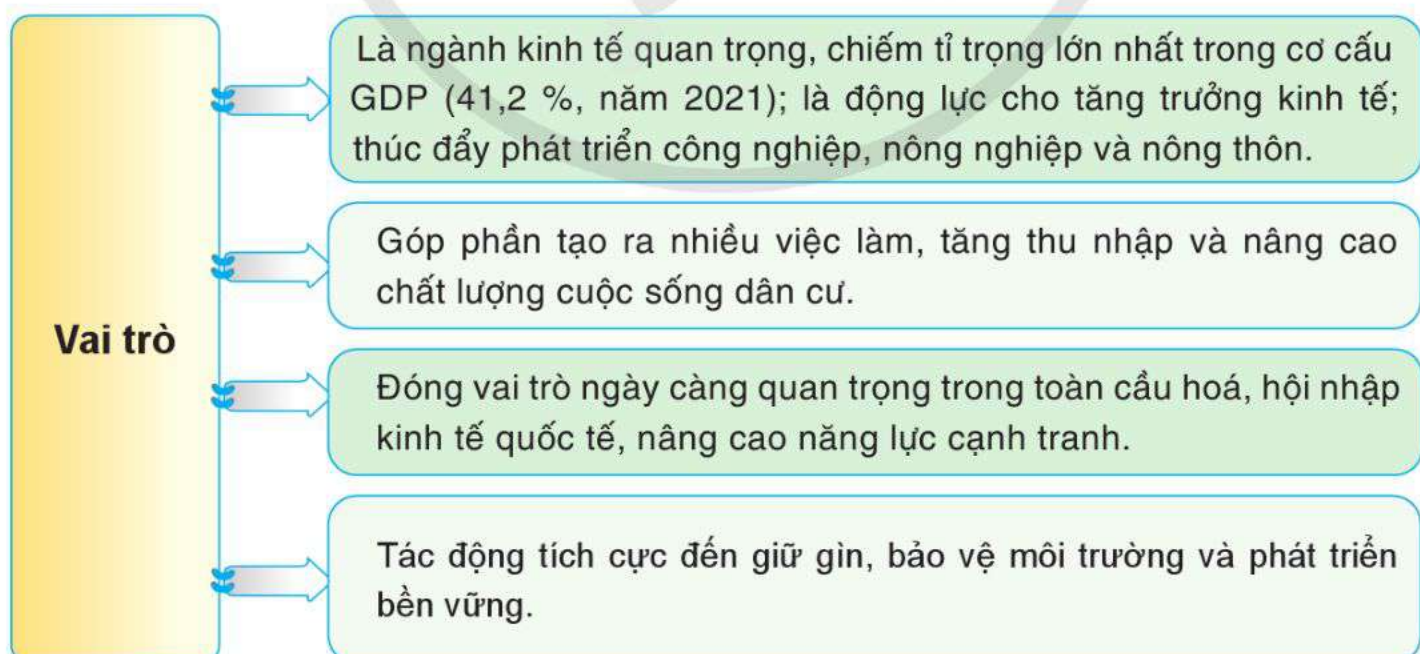 Vai trò
Là ngành kinh tế quan trọng, chiếm tỉ trọng lớn nhất trong cơ cấu
GDP (41,2 %, năm 2021); là động lực cho tăng trưởng kinh tế;
thúc đẩy phát triển công nghiệp, nông nghiệp và nông thôn.
Góp phần tạo ra nhiều việc làm, tăng thu nhập và nâng cao
chất lượng cuộc sống dân cư.
Đóng vai trò ngày càng quan trọng trong toàn cầu hoá, hội nhập
kinh tế quốc tế, nâng cao năng lực cạnh tranh.
Tác động tích cực đến giữ gìn, bảo vệ môi trường và phát triển
bền vững.